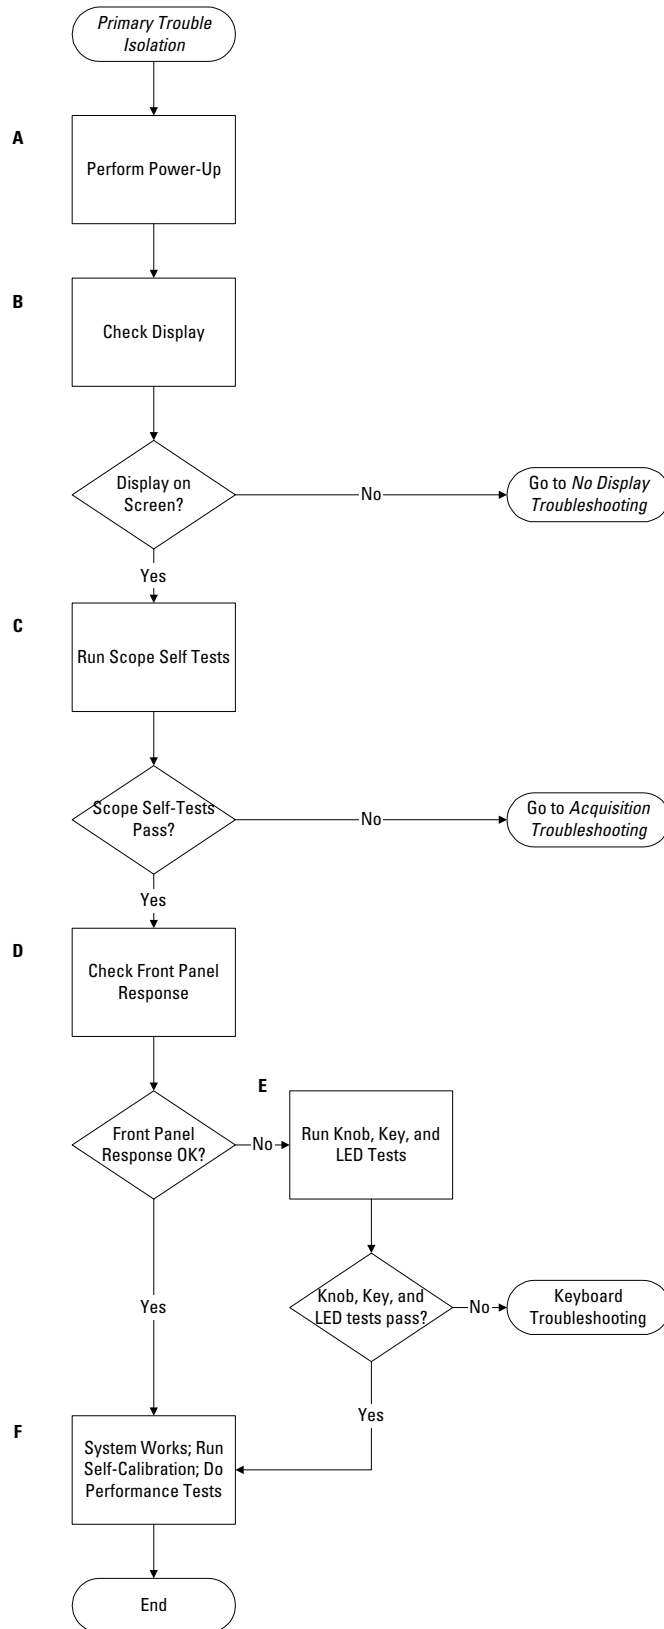 Primary Trouble
Isolation
A
Perform Power-Up
B
Check Display
Display on
Screen?
No
Go to No Display
Troubleshooting
Yes
C
Run Scope Self Tests
Scope Self-Tests
Pass?
No
Go to Acquisition
Troubleshooting
Yes
D
Check Front Panel
Response
E
Front Panel
Response OK?
No
Run Knob, Key, and
LED Tests
Yes
Knob, Key, and
LED tests pass?
No
Keyboard
Troubleshooting
Yes
F
System Works; Run
Self-Calibration; Do
Performance Tests
End